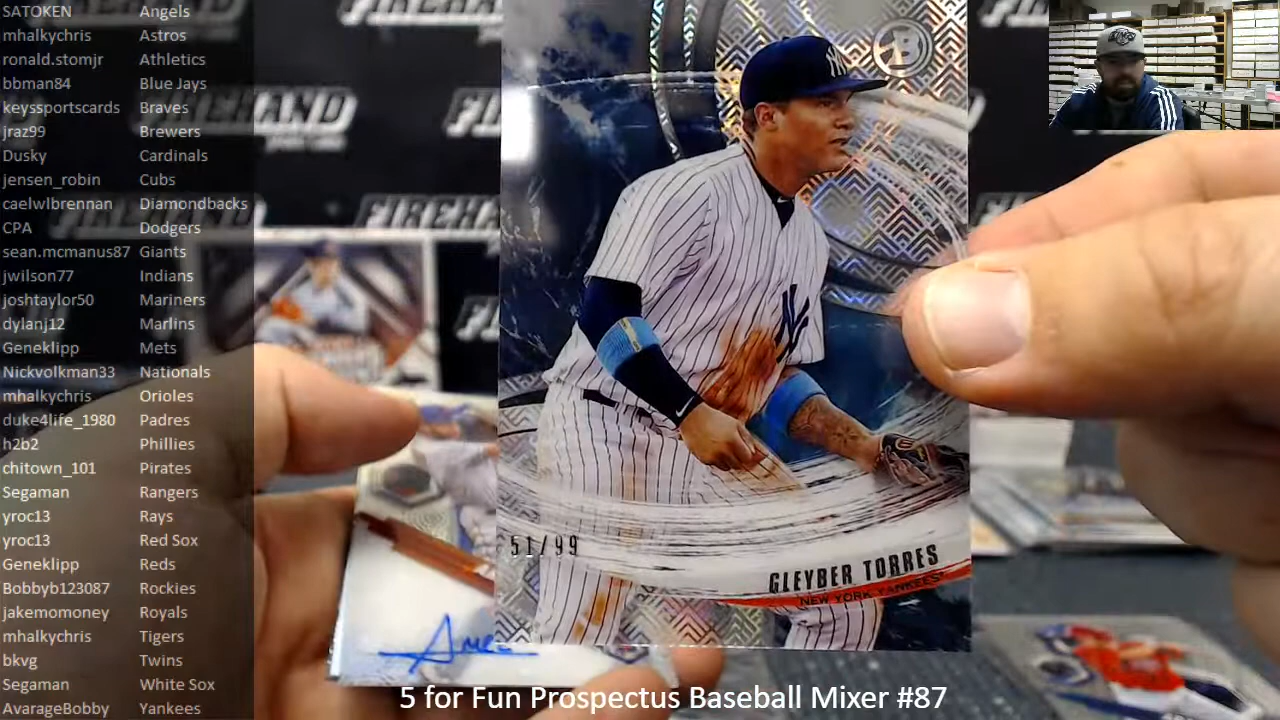 SATOKEN Angels
mhalkychris Astros
ronald.stomjr Athletics
bbman84 Blue Jays
keyssportscards Braves
jraz99 Brewers
Dusky Cardinals
jensen_robin Cubs
caelwlbrennan Diamondbacks
CPA Dodgers
sean.mcmanus87 Giants
jwilson77 Indians
joshtaylor50 Mariners
dylanj12 Marlins
Geneklipp Mets
Nickvolkman33 Nationals
mhalkychris Orioles
duke4life_1980 Padres
h2b2 Phillies
chitown_101 Pirates
Segaman Rangers
yroc13 Rays
yroc13 Red Sox
Geneklipp Reds
Bobbyb123087 Rockies
jakemomoney Royals
mhalkychris Tigers
bkvg Twins
Segaman White Sox
AvarageBobby Yankees
FIREHAND
B
NY
NY
51/99
GLEYBER TORRES
NEW YORK YANKEES
KINGS
5 for Fun Prospectus Baseball Mixer #87